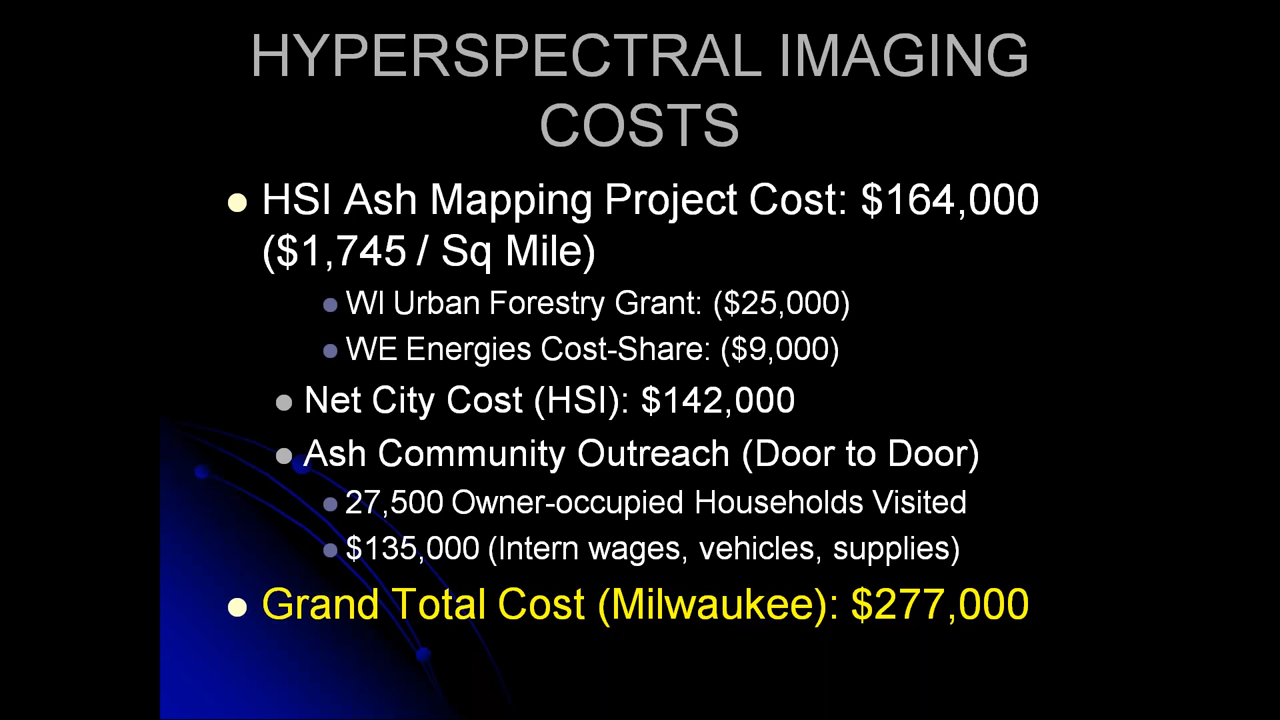 HYPERSPECTRAL IMAGING
COSTS
HSI Ash Mapping Project Cost: $164,000
($1,745 / Sq Mile)
WI Urban Forestry Grant: ($25,000)
WE Energies Cost-Share: ($9,000)
Net City Cost (HSI): $142,000
Ash Community Outreach (Door to Door)
27,500 Owner-occupied Households Visited
$135,000 (Intern wages, vehicles, supplies)
Grand Total Cost (Milwaukee): $277,000